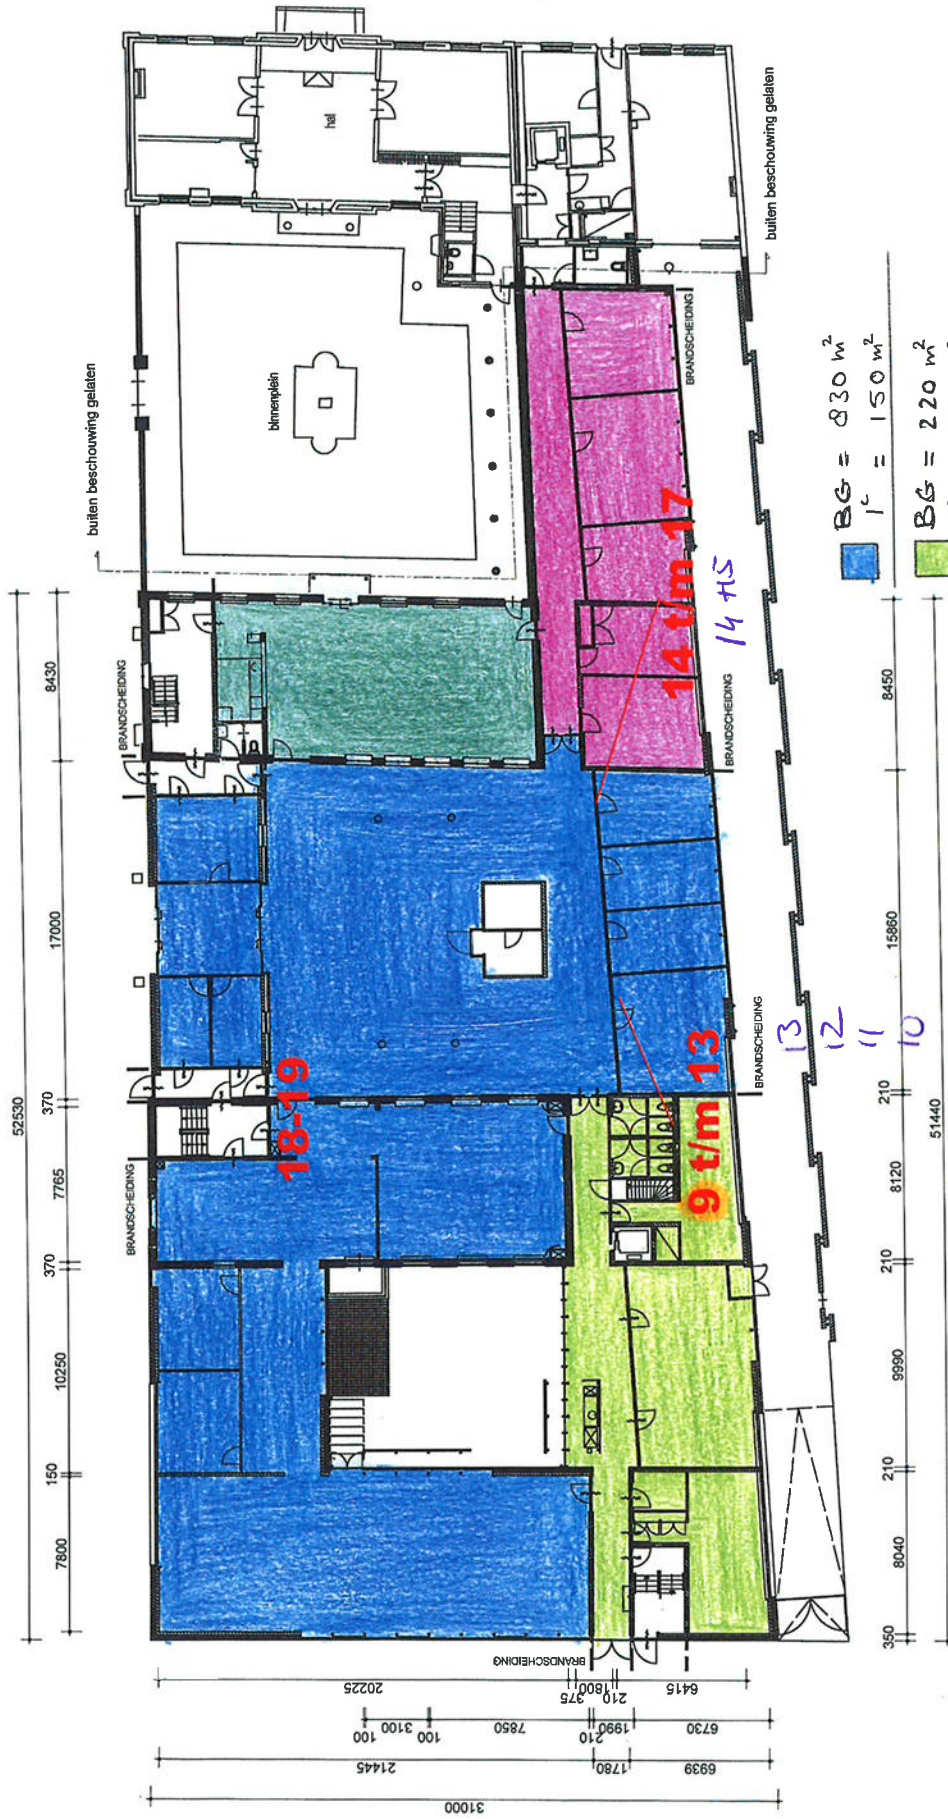 buiten beschouwing gelaten
hal
binnenplein
buiten beschouwing gelaten
BRANDSCHEIDING
BRANDSCHEIDING
BRANDSCHEIDING
BRANDSCHEIDING
BRANDSCHEIDING
BRANDSCHEIDING
52530
7800
150
10250
370
7765
370
17000
8430
18-19
9 t/m 13
14 t/m 17
14 H5
13
12
11
10
BG = 830 m²
1e = 150 m²
BG = 220 m²
350
8040
210
9990
210
8120
210
15860
8450
51440
20225
375
1800
210
6415
100
3100
100
7850
210
1990
6730
21445
1780
6939
31000